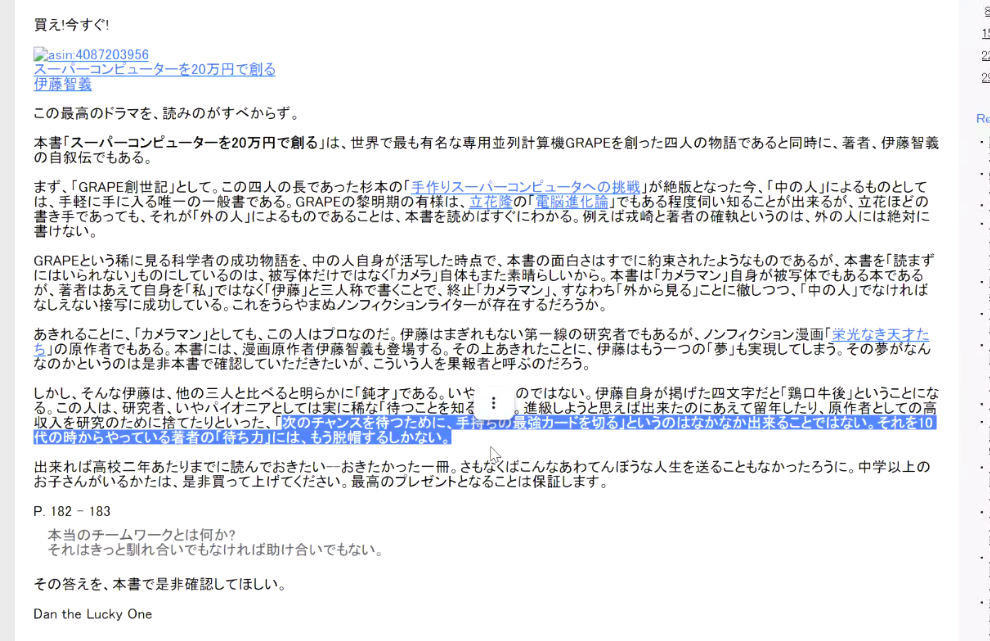 買え!今すぐ!
asin:4087203956
スーパーコンピューターを20万円で創る
伊藤智義
この最高のドラマを、読みのがすべからず。
本書「スーパーコンピューターを20万円で創る」は、世界で最も有名な専用並列計算機GRAPEを創った四人の物語であると同時に、著者、伊藤智義
の自叙伝でもある。
まず、「GRAPE創世記」として。この四人の長であった杉本の「手作りスーパーコンピュータへの挑戦」が絶版となった今、「中の人」によるものとして
は、手軽に手に入る唯一の一般書である。GRAPEの黎明期の有様は、立花隆の「電脳進化論」でもある程度伺い知ることが出来るが、立花ほどの
書き手であっても、それが「外の人」によるものであることは、本書を読めばすぐにわかる。例えば戎崎と著者の確執というのは、外の人には絶対に
書けない。
GRAPEという稀に見る科学者の成功物語を、中の人自身が活写した時点で、本書の面白さはすでに約束されたようなものであるが、本書を「読まず
にはいられない」ものにしているのは、被写体だけではなく「カメラ」自体もまた素晴らしいから。本書は「カメラマン」自身が被写体でもある本である
が、著者はあえて自身を「私」ではなく「伊藤」と三人称で書くことで、終止「カメラマン」、すなわち「外から見る」ことに徹しつつ、「中の人」でなければ
なしえない接写に成功している。これをうらやまぬノンフィクションライターが存在するだろうか。
あきれることに、「カメラマン」としても、この人はプロなのだ。伊藤はまぎれもない第一線の研究者でもあるが、ノンフィクション漫画「栄光なき天才た
ち」の原作者でもある。本書には、漫画原作者伊藤智義も登場する。その上あきれたことに、伊藤はもう一つの「夢」も実現してしまう。その夢がなん
なのかというのは是非本書で確認していただきたいが、こういう人を果報者と呼ぶのだろう。
しかし、そんな伊藤は、他の三人と比べると明らかに「鈍才」である。いや のではない。伊藤自身が掲げた四文字だと「鶏口牛後」ということにな
る。この人は、研究者、いやパイオニアとしては実に稀な「待つことを知る 。進級しようと思えば出来たのにあえて留年したり、原作者としての高
収入を研究のために捨てたりといった、「次のチャンスを待つために、手持ちの最強カードを切る」というのはなかなか出来ることではない。それを10
代の時からやっている著者の「待ち力」には、もう脱帽するしかない。
出来れば高校二年あたりまでに読んでおきたい--おきたかった一冊。さもなくばこんなあわてんぼうな人生を送ることもなかったろうに。中学以上の
お子さんがいるかたは、是非買って上げてください。最高のプレゼントとなることは保証します。
P. 182 - 183
本当のチームワークとは何か?
それはきっと馴れ合いでもなければ助け合いでもない。
その答えを、本書で是非確認してほしい。
Dan the Lucky One